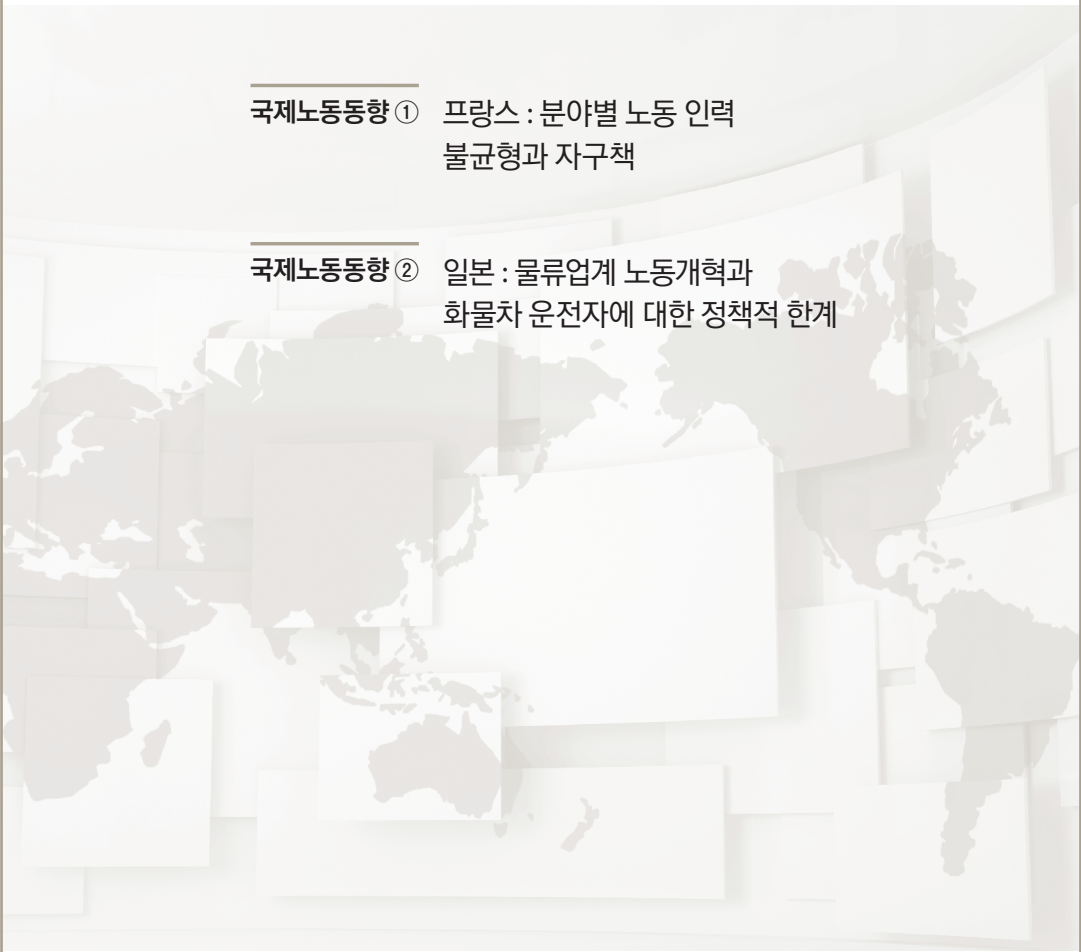 국제노동동향 ① 프랑스 : 분야별 노동 인력
불균형과 자구책
국제노동동향 ② 일본 : 물류업계 노동개혁과
화물차 운전자에 대한 정책적 한계